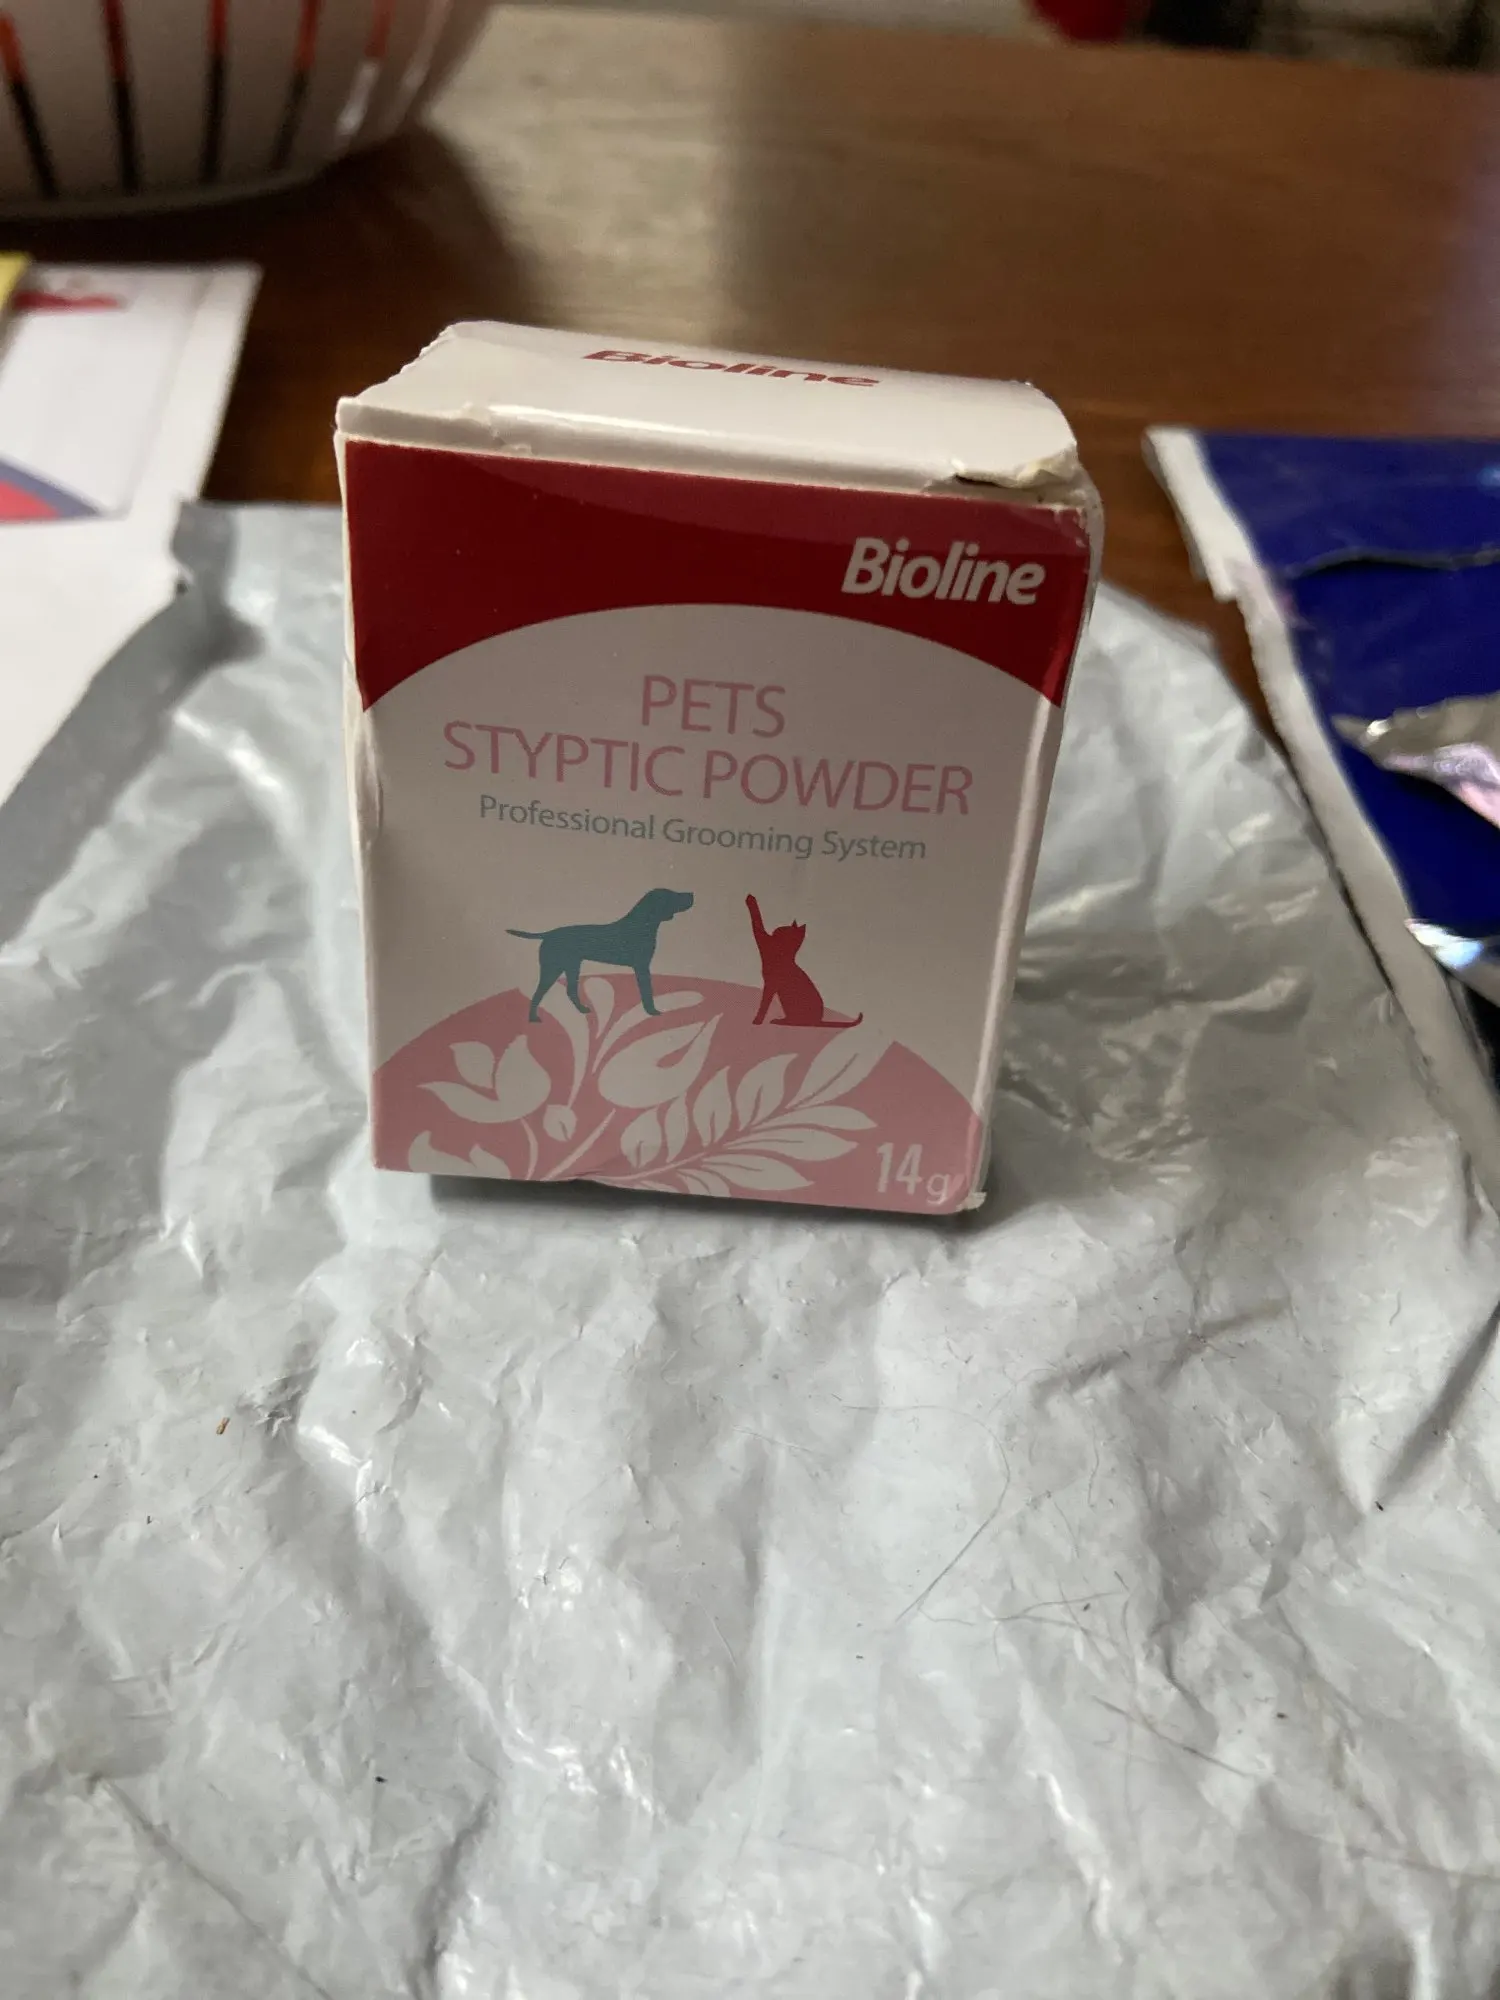 Bioline
Bioline
PETS
STYPTIC POWDER
Professional Grooming System
14g